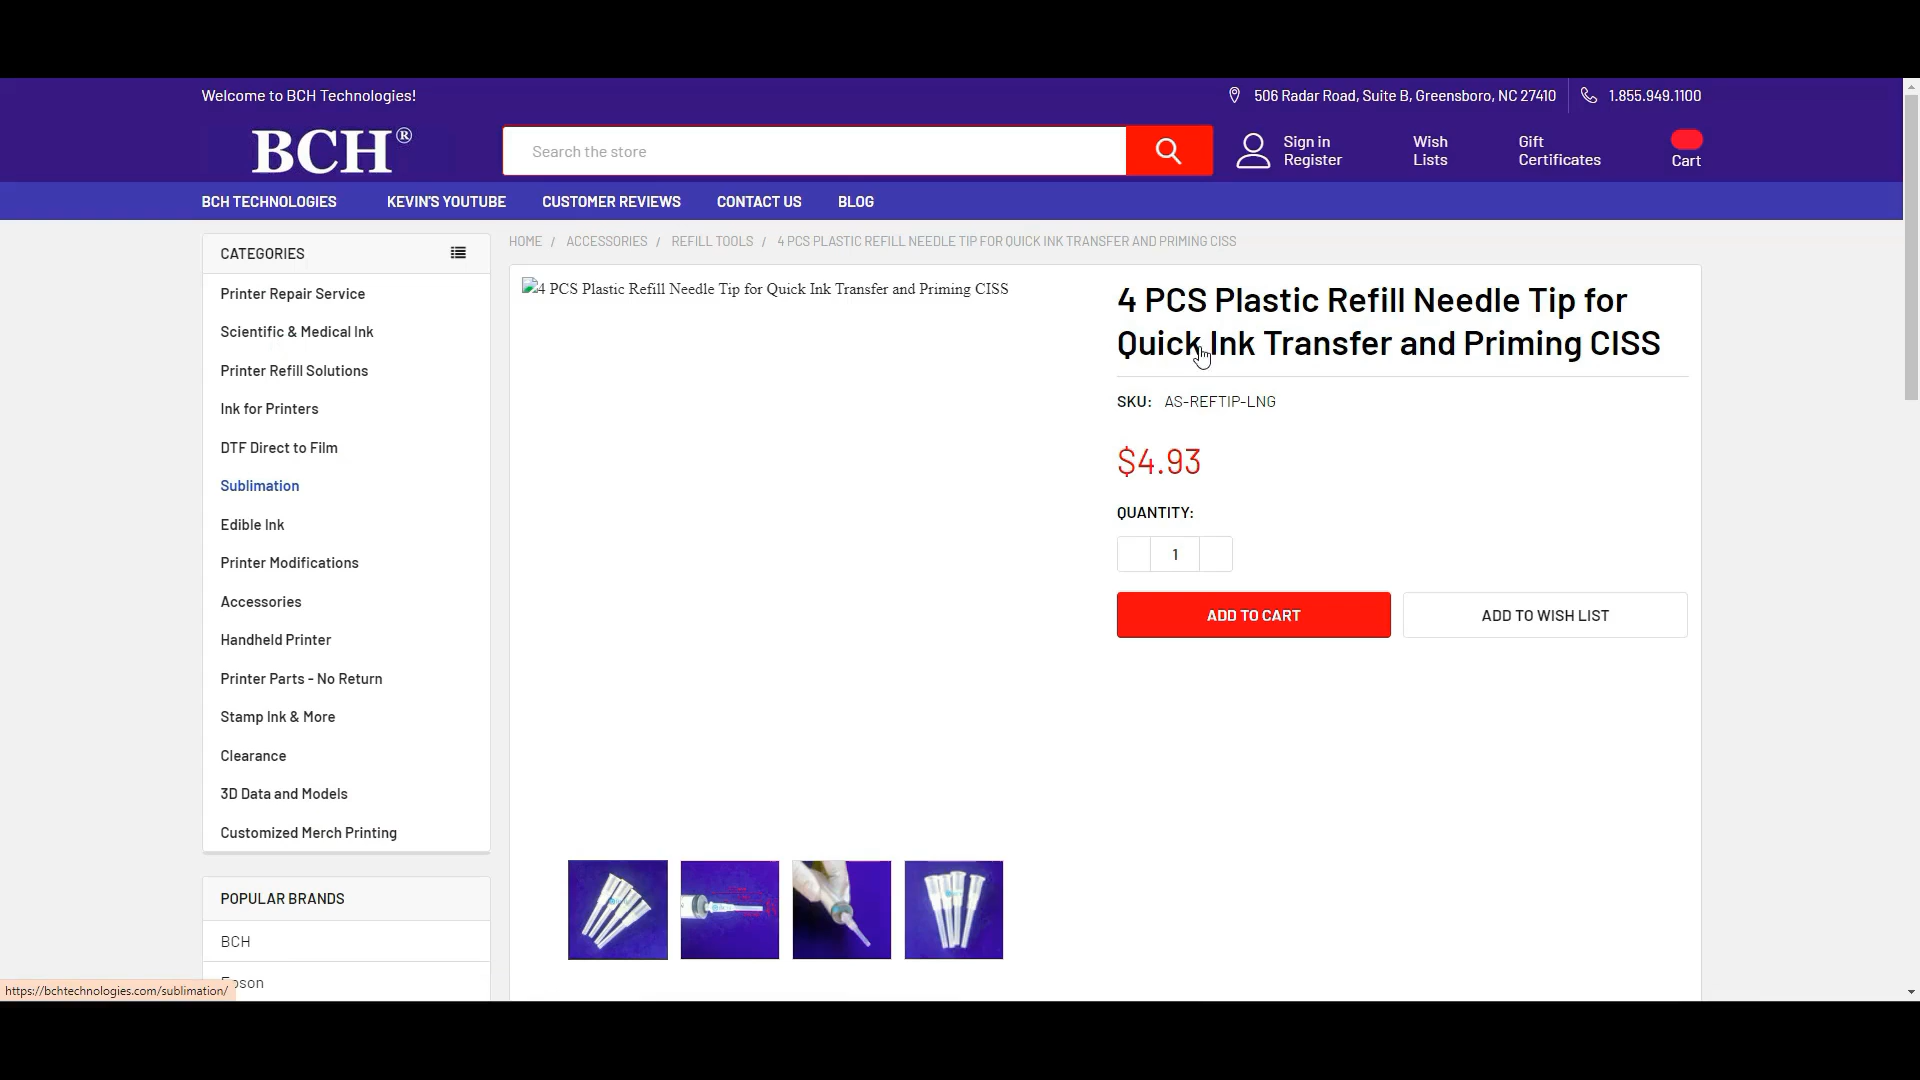 Welcome to BCH Technologies!
506 Radar Road, Suite B, Greensboro, NC 27410
1.855.949.1100
BCH®
Search the store
Sign in
Register
Wish
Lists
Gift
Certificates
Cart
BCH TECHNOLOGIES
KEVIN'S YOUTUBE
CUSTOMER REVIEWS
CONTACT US
BLOG
CATEGORIES
Printer Repair Service
Scientific & Medical Ink
Printer Refill Solutions
Ink for Printers
DTF Direct to Film
Sublimation
Edible Ink
Printer Modifications
Accessories
Handheld Printer
Printer Parts - No Return
Stamp Ink & More
Clearance
3D Data and Models
Customized Merch Printing
POPULAR BRANDS
BCH
https://bchtechnologies.com/sublimation/
HOME / ACCESSORIES / REFILL TOOLS / 4 PCS PLASTIC REFILL NEEDLE TIP FOR QUICK INK TRANSFER AND PRIMING CISS
4 PCS Plastic Refill Needle Tip for Quick Ink Transfer and Priming CISS
4 PCS Plastic Refill Needle Tip for
Quick Ink Transfer and Priming CISS
SKU: AS-REFTIP-LNG
$4.93
QUANTITY:
1
ADD TO CART
ADD TO WISH LIST